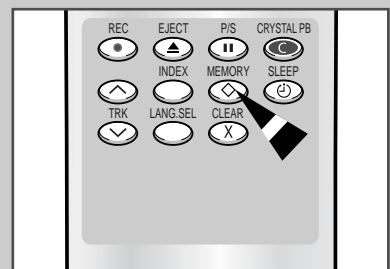 REC EJECT P/S CRYSTAL PB
C
INDEX MEMORY SLEEP
TRK LANG.SEL CLEAR
X